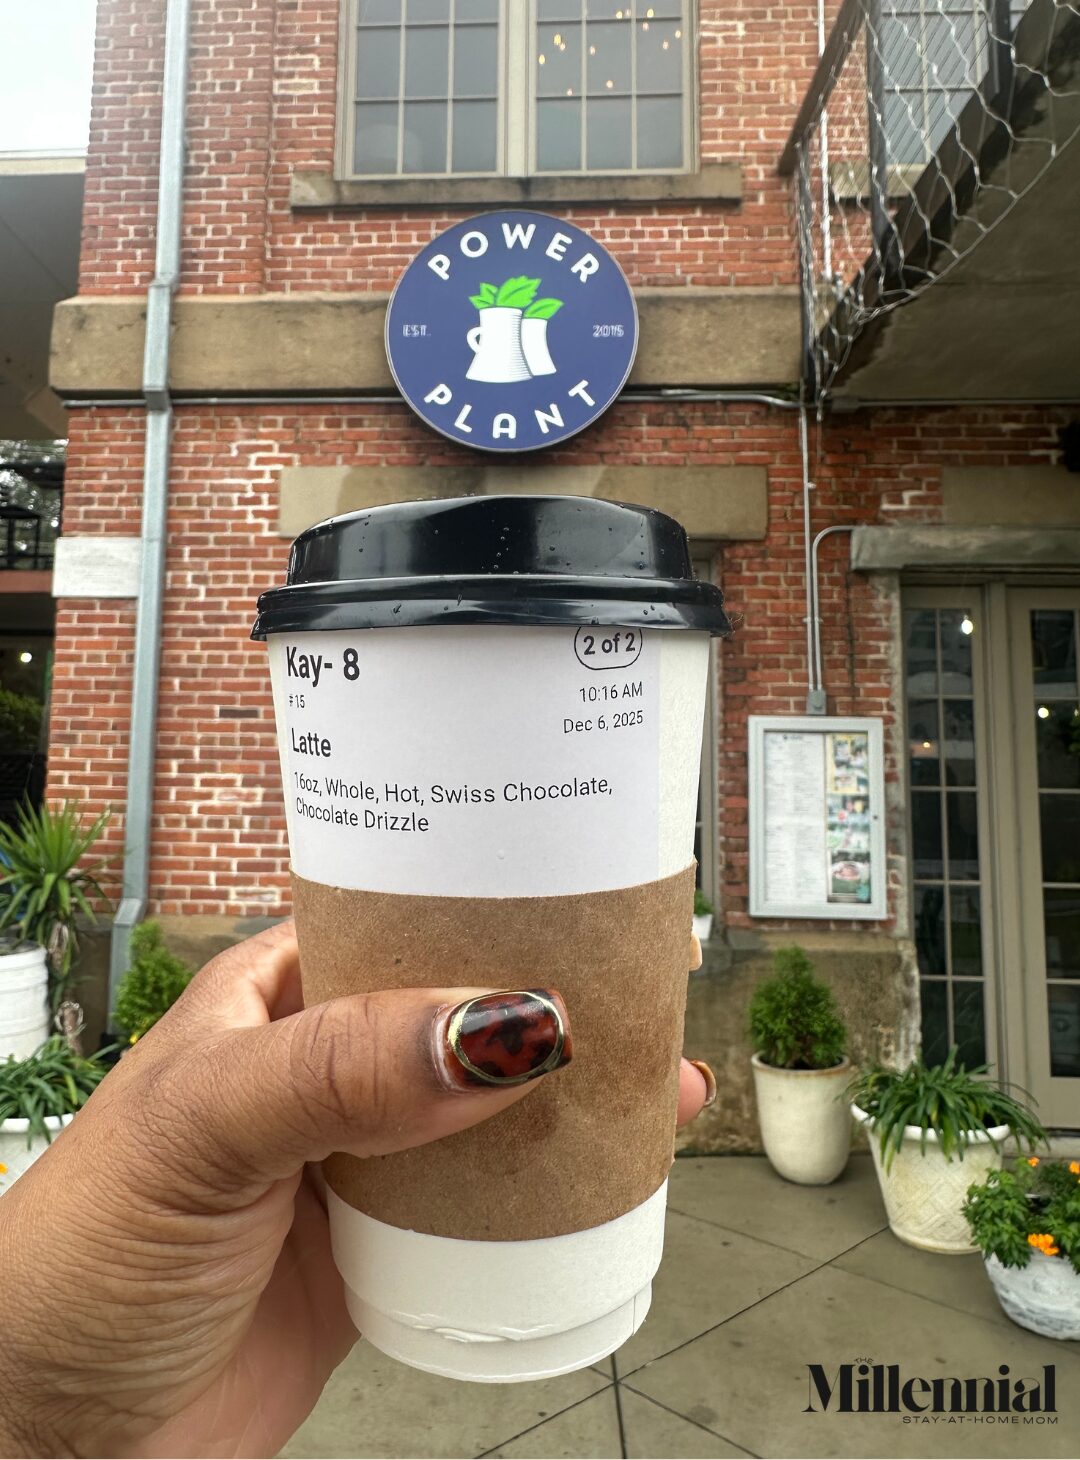 POWER
EST. 2015
PLANT
Kay- 8
2 of 2
#15
10:16 AM
Dec 6, 2025
Latte
16oz, Whole, Hot, Swiss Chocolate,
Chocolate Drizzle
THE
Millennial
STAY-AT-HOME MOM